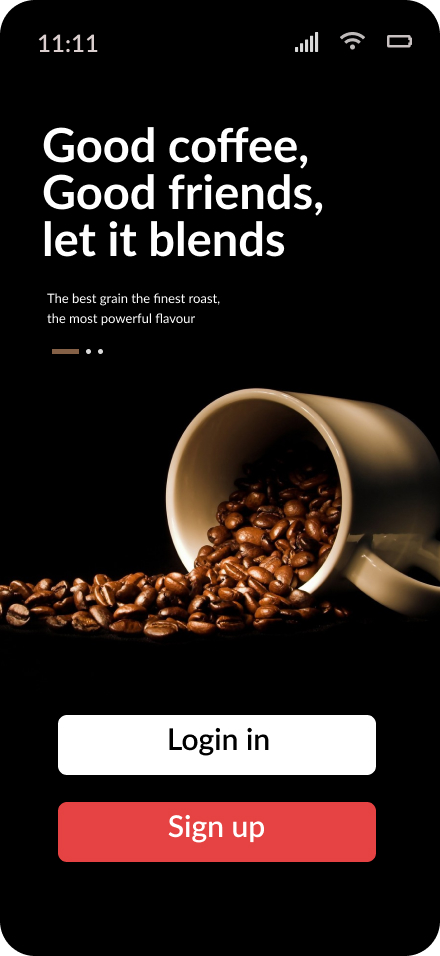 11:11
Good coffee,
Good friends,
let it blends
The best grain the finest roast,
the most powerful flavour
Login in
Sign up